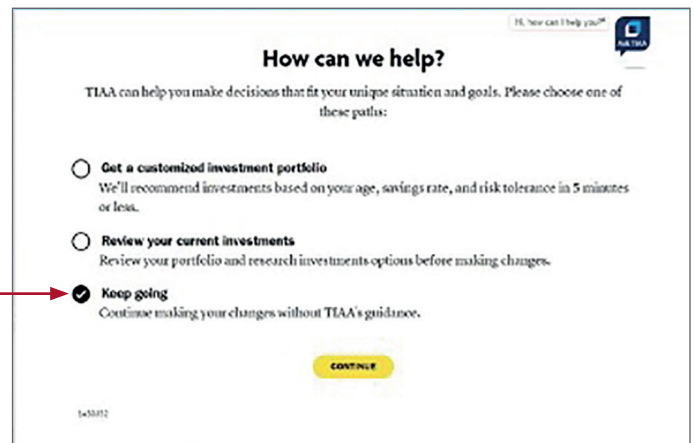 Hi, how can I help you?
ASK TIAA
How can we help?
TIAA can help you make decisions that fit your unique situation and goals. Please choose one of
these paths:
Get a customized investment portfolio
We'll recommend investments based on your age, savings rate, and risk tolerance in 5 minutes
or less.
Review your current investments
Review your portfolio and research investments options before making changes.
Keep going
Continue making your changes without TIAA's guidance.
CONTINUE